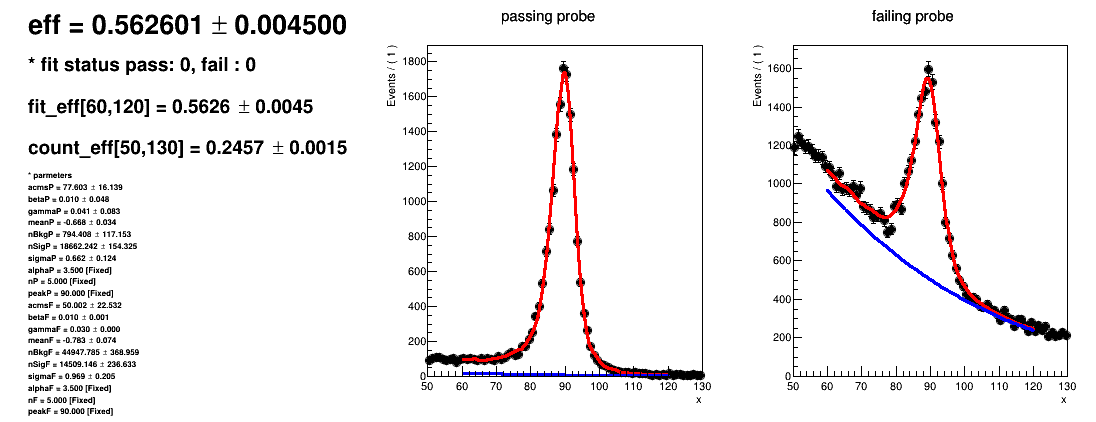 eff = 0.562601 ± 0.004500
* fit status pass: 0, fail : 0
fit_eff[60,120] = 0.5626 ± 0.0045
count_eff[50,130] = 0.2457 ± 0.0015
* parmeters
acmsP = 77.603 ± 16.139
betaP = 0.010 ± 0.048
gammaP = 0.041 ± 0.083
meanP = -0.668 ± 0.034
nBkgP = 794.408 ± 117.153
nSigP = 18662.242 ± 154.325
sigmaP = 0.662 ± 0.124
alphaP = 3.500 [Fixed]
nP = 5.000 [Fixed]
peakP = 90.000 [Fixed]
acmsF = 50.002 ± 22.532
betaF = 0.010 ± 0.001
gammaF = 0.030 ± 0.000
meanF = -0.783 ± 0.074
nBkgF = 44947.785 ± 368.959
nSigF = 14509.146 ± 236.633
sigmaF = 0.969 ± 0.205
alphaF = 3.500 [Fixed]
nF = 5.000 [Fixed]
peakF = 90.000 [Fixed]
passing probe
Events / ( 1 )
1800
1600
1400
1200
1000
800
600
400
200
0
50 60 70 80 90 100 110 120 130
x
failing probe
Events / ( 1 )
1600
1400
1200
1000
800
600
400
200
0
50 60 70 80 90 100 110 120 130
x